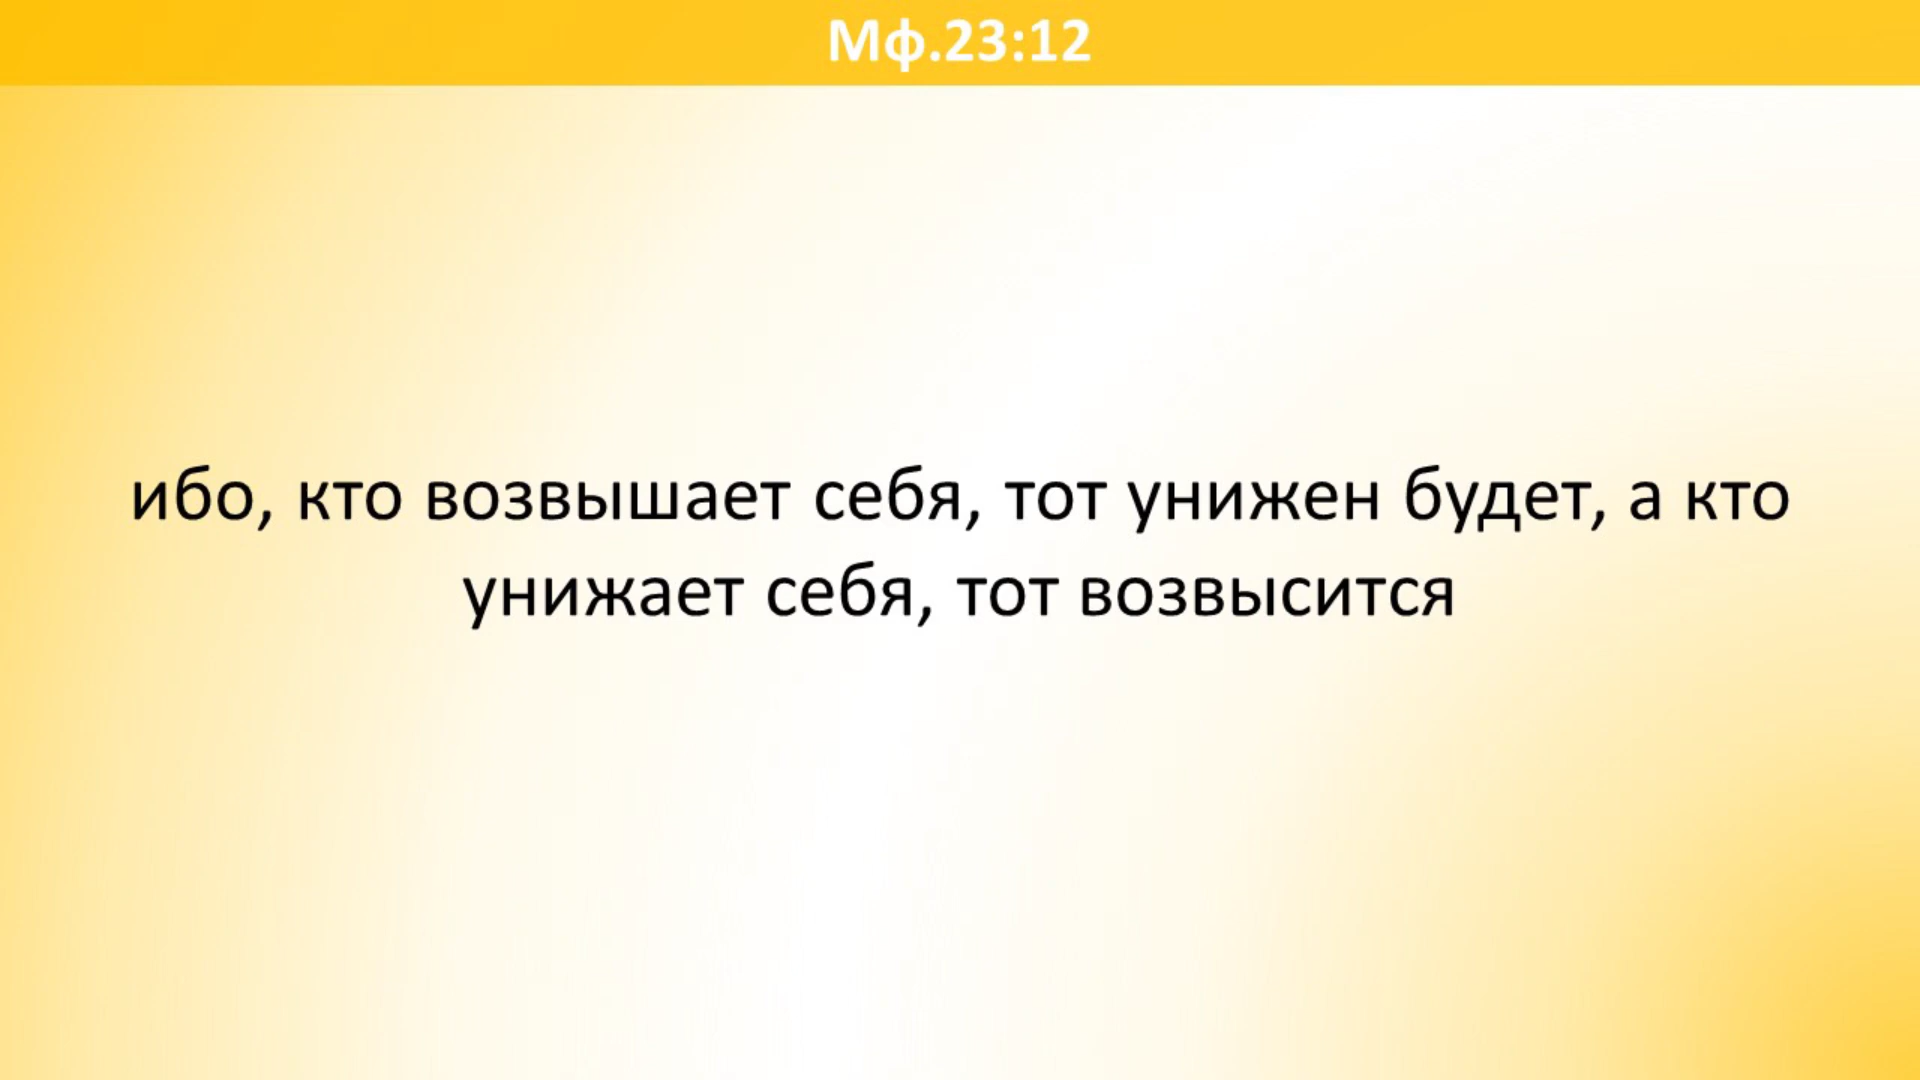 Мф.23:12
ибо, кто возвышает себя, тот унижен будет, а кто
унижает себя, тот возвысится